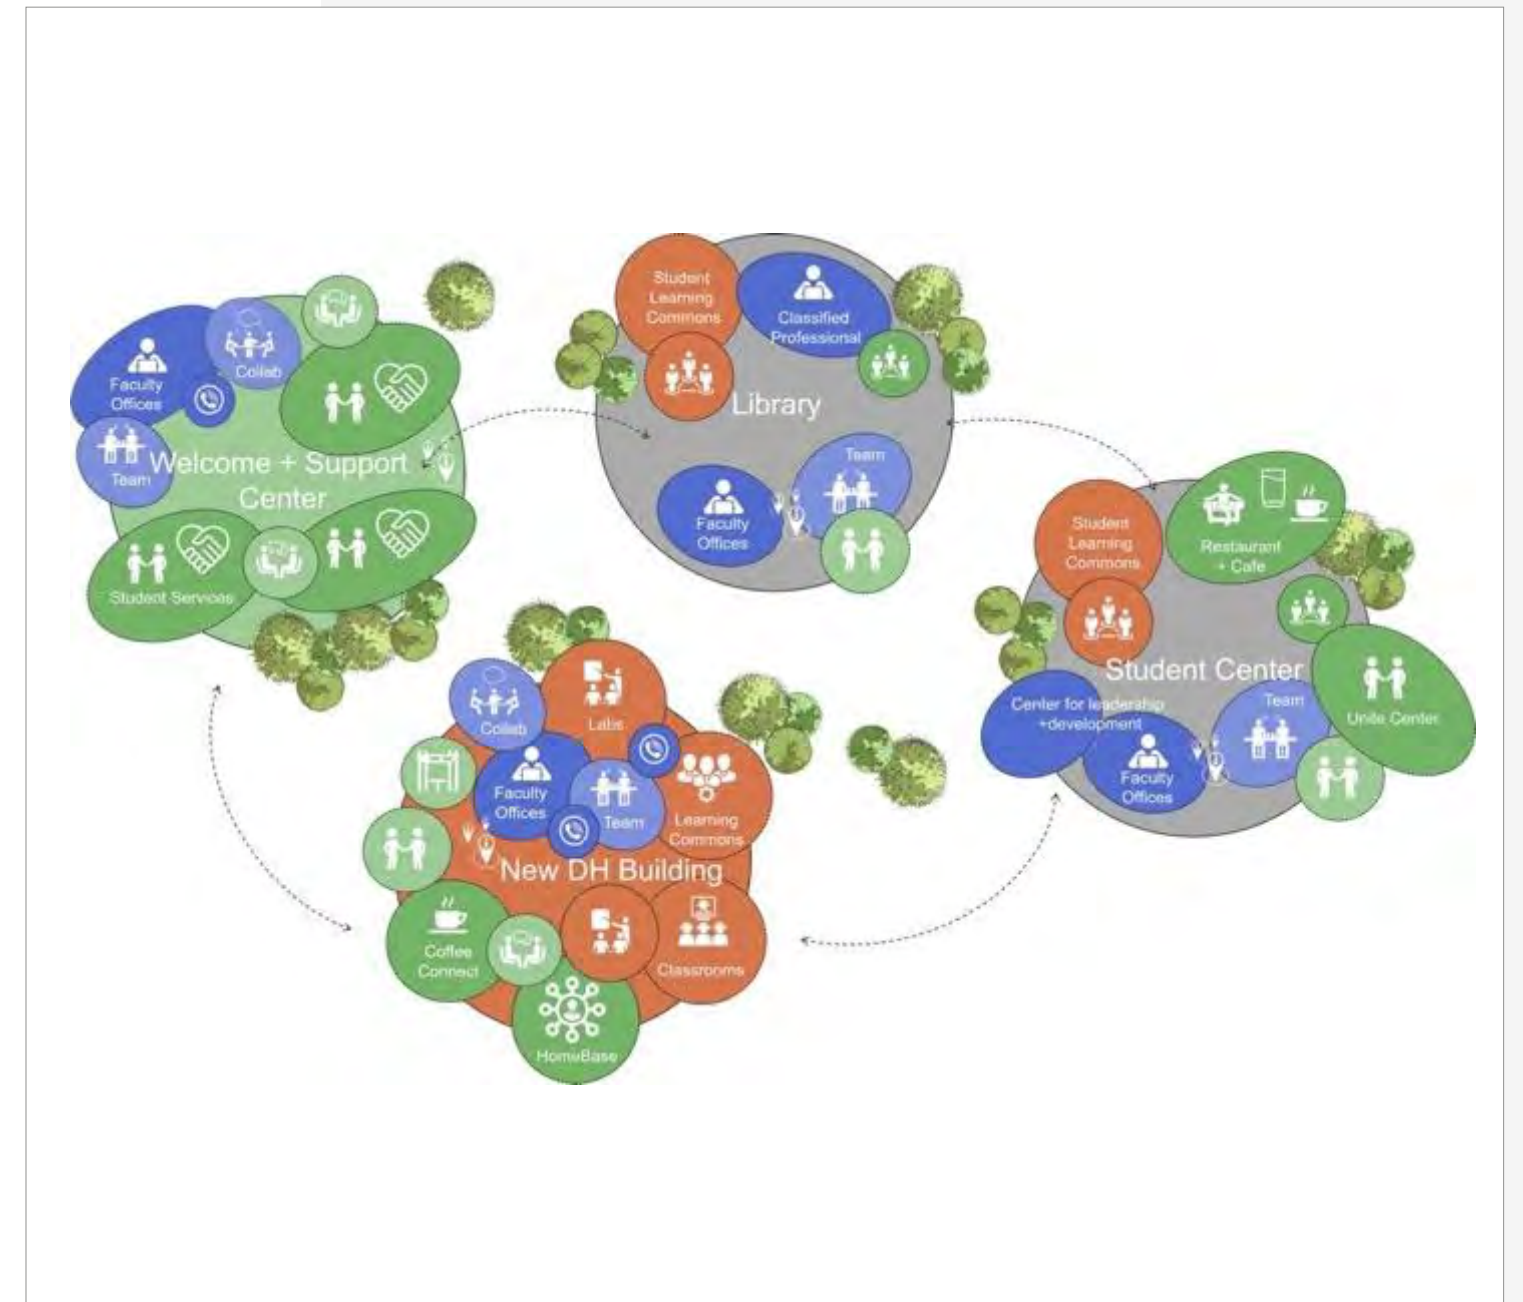 Faculty
Offices
Collab
Team
Welcome + Support
Center
Student Services
Student
Learning
Commons
Classified
Professional
Library
Team
Faculty
Offices
Student
Learning
Commons
Restaurant
+ Cafe
Student Center
Center for leadership
+development
Team
Unite Center
Faculty
Offices
Collab
Labs
Faculty
Offices
Team
Learning
Commons
New DH Building
Coffee
Connect
Classrooms
HomeBase